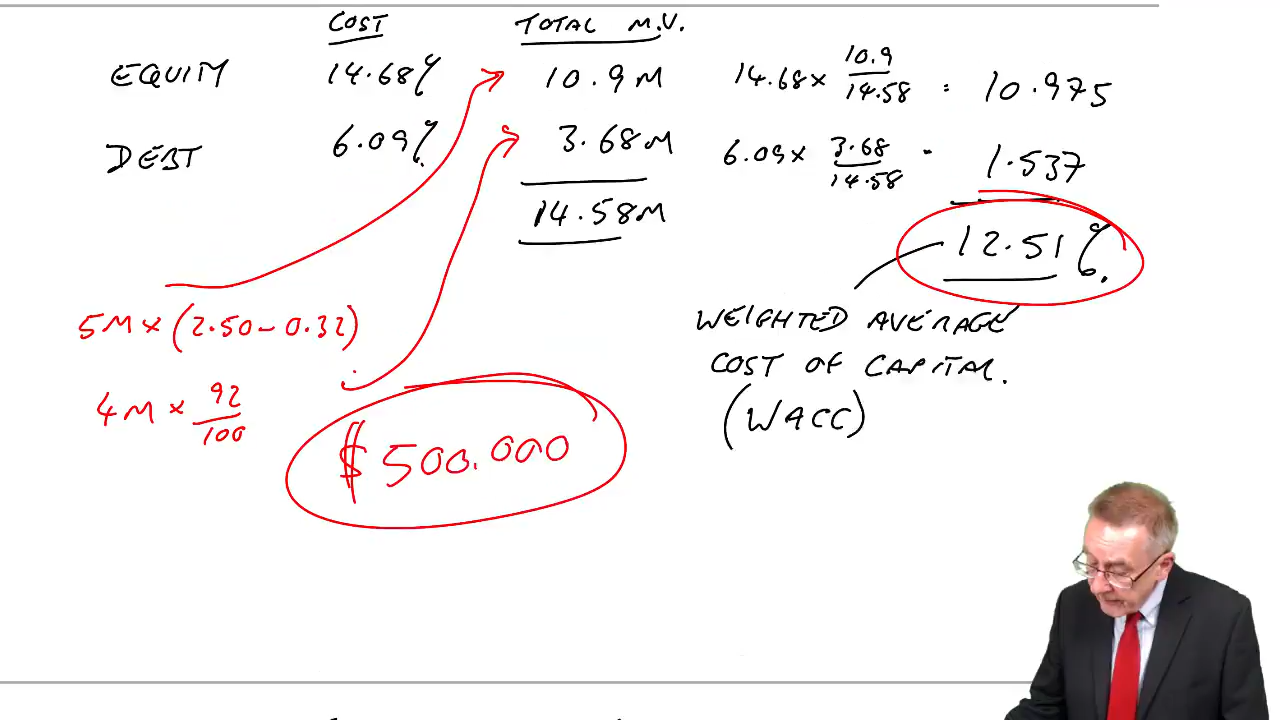 COST TOTAL M.V.
EQUITY 14.68% 10.9M 14.68 × 10.9/14.58 = 10.975
DEBT 6.09% 3.68M 6.09 × 3.68/14.58 = 1.537
14.58M 12.51%
5M × (2.50 - 0.32)
4M × 92/100
$500.000
WEIGHTED AVERAGE
COST OF CAPITAL.
(WACC)